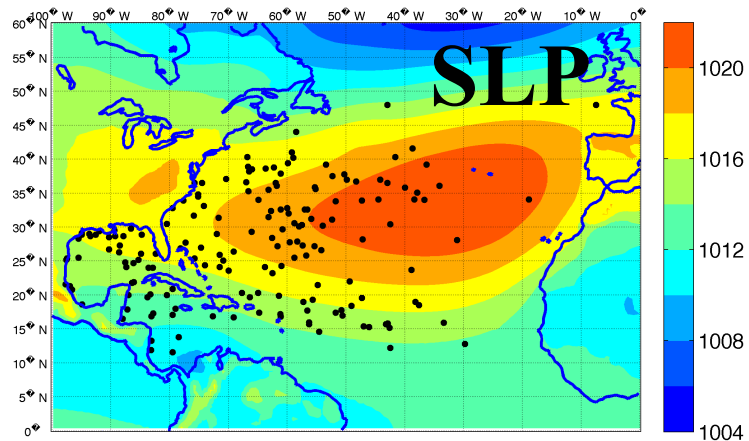 100� W 90� W 80� W 70� W 60� W 50� W 40� W 30� W 20� W 10� W 0�
60� N
55� N
50� N
45� N
40� N
35� N
30� N
25� N
20� N
15� N
10� N
5� N
0�
SLP
1020
1016
1012
1008
1004